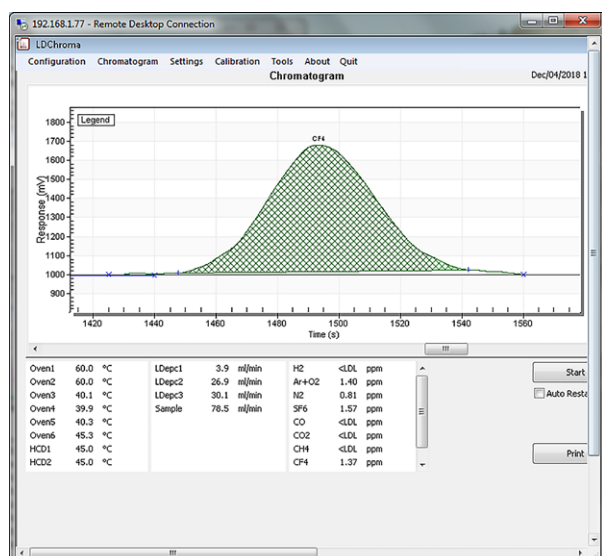 192.168.1.77 - Remote Desktop Connection
LDChroma
Configuration Chromatogram Settings Calibration Tools About Quit
Chromatogram Dec/04/2018 1
Legend
CF4
Response (mV)
1800
1700
1600
1500
1400
1300
1200
1100
1000
900
1420 1440 1460 1480 1500 1520 1540 1560
Time (s)
Oven1 60.0 °C LDepc1 3.9 ml/min H2 <LDL ppm
Oven2 60.0 °C LDepc2 26.9 ml/min Ar+O2 1.40 ppm
Oven3 40.1 °C LDepc3 30.1 ml/min N2 0.81 ppm
Oven4 39.9 °C Sample 78.5 ml/min SF6 1.57 ppm
Oven5 40.3 °C CO <LDL ppm
Oven6 45.3 °C CO2 <LDL ppm
HCD1 45.0 °C CH4 <LDL ppm
HCD2 45.0 °C CF4 1.37 ppm
Start
Auto Resta
Print